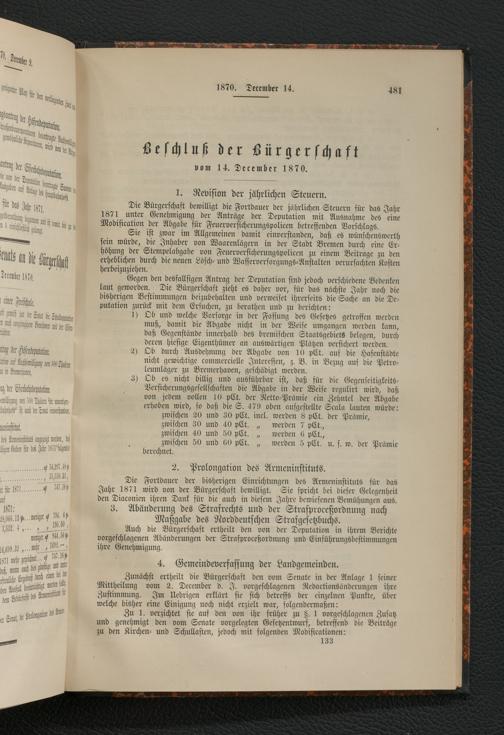 1870. December 14.
481
Beschluß der Bürgerschaft
vom 14. December 1870.
1. Revision der jährlichen Steuern.
Die Bürgerschaft bewilligt die Fortdauer der jährlichen Steuern für das Jahr
1871 unter Genehmigung der Anträge der Deputation mit Ausnahme des eine
Modification der Abgabe für Feuerversicherungspolicen betreffenden Vorschlags.
Sie ist zwar im Allgemeinen damit einverstanden, daß es wünschenswerth
sein würde, die Inhaber von Waarenlägern in der Stadt Bremen durch eine Er-
höhung der Stempelabgabe von Feuerversicherungspolicen zu einem Beitrage zu den
erheblichen durch die neuen Lösch- und Wasserversorgungs-Anstalten verursachten Kosten
herbeizuziehen.
Gegen den desfallsigen Antrag der Deputation sind jedoch verschiedene Bedenken
laut geworden. Die Bürgerschaft zieht es daher vor, für das nächste Jahr noch die
bisherigen Bestimmungen beizubehalten und verweiset ihrerseits die Sache an die De-
putation zurück mit dem Ersuchen, zu berathen und zu berichten:
1) Ob und welche Vorsorge in der Fassung des Gesetzes getroffen werden
muß, damit die Abgabe nicht in der Weise umgangen werden kann,
daß Gegenstände innerhalb des bremischen Staatsgebiets belegen, durch
deren hiesige Eigenthümer an auswärtigen Plätzen versichert werden.
2) Ob durch Ausdehnung der Abgabe von 10 pCt. auf die Hafenstädte
nicht gewichtige commercielle Interessen, z. B. in Bezug auf die Petro-
leumläger zu Bremerhaven, geschädigt werden.
3) Ob es nicht billig und ausführbar ist, daß für die Gegenseitigkeits-
Versicherungsgesellschaften die Abgabe in der Weise regulirt wird, daß
von jedem vollen 10 pCt. der Netto-Prämie ein Zehntel der Abgabe
erhoben wird, so daß die S. 479 oben aufgestellte Scala lauten würde:
zwischen 20 und 30 pCt. incl. werden 8 pCt. der Prämie,
zwischen 30 und 40 pCt. „ werden 7 pCt.,
zwischen 40 und 50 pCt. „ werden 6 pCt.,
zwischen 50 und 60 pCt. „ werden 5 pCt. u. s. w. der Prämie
berechnet.
2. Prolongation des Armeninstituts.
Die Fortdauer der bisherigen Einrichtungen des Armeninstituts für das
Jahr 1871 wird von der Bürgerschaft bewilligt. Sie spricht bei dieser Gelegenheit
den Diaconien ihren Dank für die auch in diesem Jahre bewiesenen Bemühungen aus.
3. Abänderung des Strafrechts und der Strafproceßordnung nach
Maßgabe des Norddeutschen Strafgesetzbuchs.
Auch die Bürgerschaft ertheilt den von der Deputation in ihrem Berichte
vorgeschlagenen Abänderungen der Strafproceßordnung und Einführungsbestimmungen
ihre Genehmigung.
4. Gemeindeverfassung der Landgemeinden.
Zunächst ertheilt die Bürgerschaft den vom Senate in der Anlage 1 seiner
Mittheilung vom 2. December d. J. vorgeschlagenen Redactionsänderungen ihre
Zustimmung. Im Uebrigen erklärt sie sich betreffs der einzelnen Punkte, über
welche bisher eine Einigung noch nicht erzielt war, folgendermaßen:
Zu 1. verzichtet sie auf den von ihr früher zu §. 1 vorgeschlagenen Zusatz
und genehmigt den vom Senate vorgelegten Gesetzentwurf, betreffend die Beiträge
zu den Kirchen- und Schullasten, jedoch mit folgenden Modificationen:
133